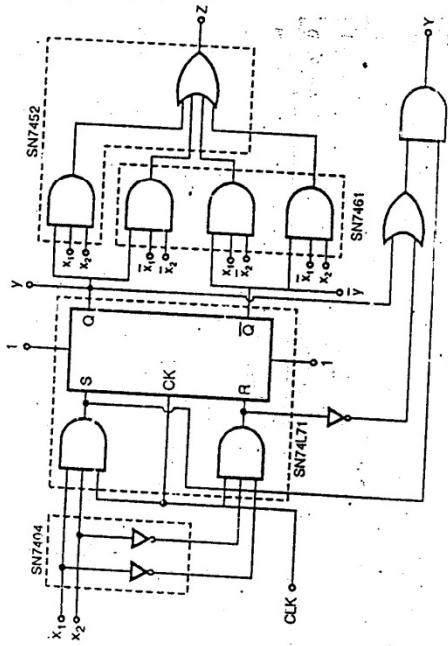 SN7452
Z
SN7404
x₁
x₂
1
y
x₁
x₂
x̄₁
x̄₂
S
Q
CK
R
Q̄
x₁
x̄₂
x̄₁
x₂
SN7461
SN74L71
1
ȳ
CLK
Y